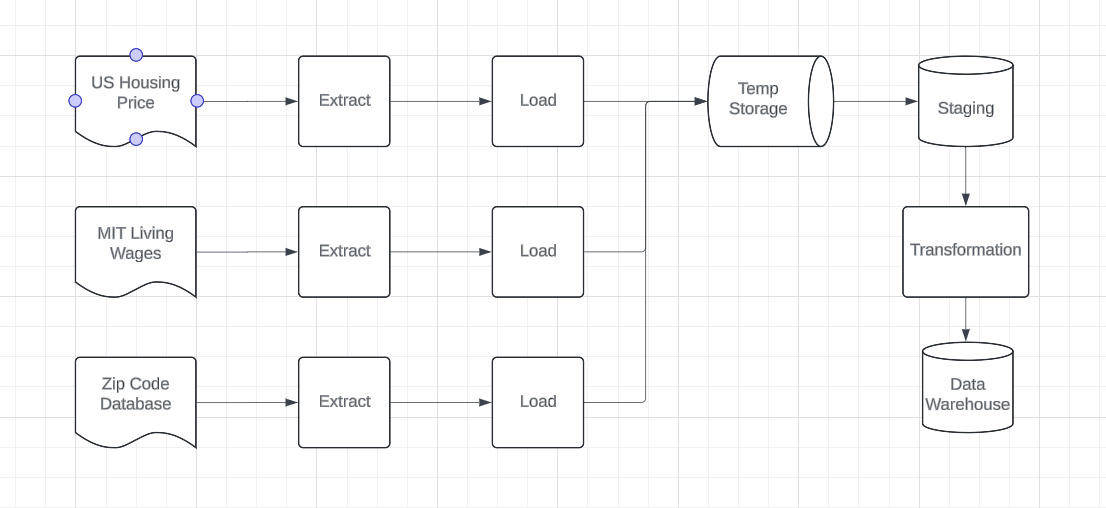 US Housing
Price
Extract
Load
Temp
Storage
Staging
MIT Living
Wages
Extract
Load
Transformation
Zip Code
Database
Extract
Load
Data
Warehouse